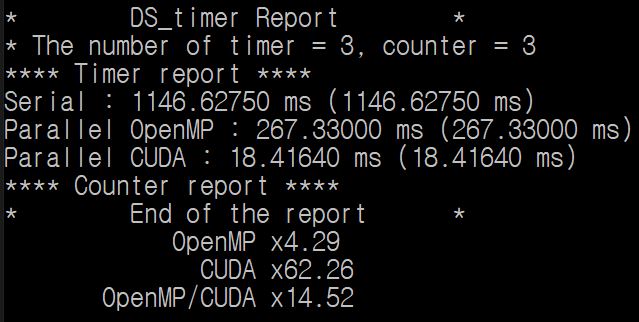 *        DS_timer Report        *
* The number of timer = 3, counter = 3
**** Timer report ****
Serial : 1146.62750 ms (1146.62750 ms)
Parallel OpenMP : 267.33000 ms (267.33000 ms)
Parallel CUDA : 18.41640 ms (18.41640 ms)
**** Counter report ****
*        End of the report        *
OpenMP x4.29
CUDA x62.26
OpenMP/CUDA x14.52